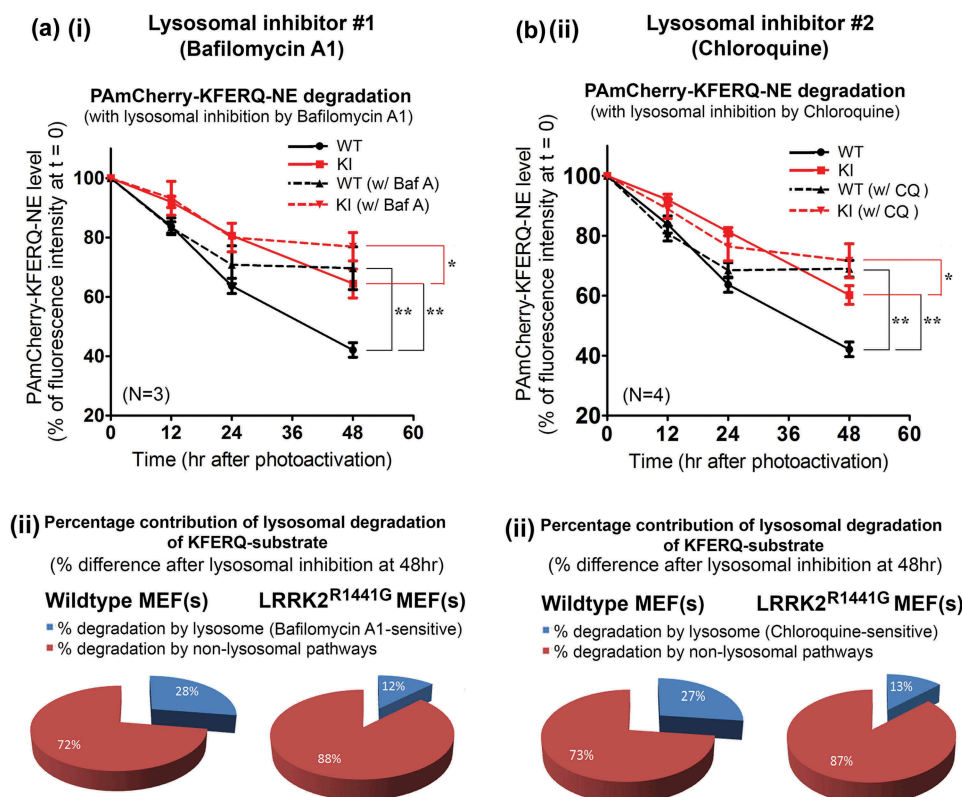 (a) (i) Lysosomal inhibitor #1
(Bafilomycin A1)
PAmCherry-KFERQ-NE degradation
(with lysosomal inhibition by Bafilomycin A1)
PAmCherry-KFERQ-NE level
(% of fluorescence intensity at t = 0)
WT
KI
WT (w/ Baf A)
KI (w/ Baf A)
100
80
60
40
20
*
** **
(N=3)
0 12 24 36 48 60
Time (hr after photoactivation)
(b) (ii) Lysosomal inhibitor #2
(Chloroquine)
PAmCherry-KFERQ-NE degradation
(with lysosomal inhibition by Chloroquine)
PAmCherry-KFERQ-NE level
(% of fluorescence intensity at t = 0)
WT
KI
WT (w/ CQ )
KI (w/ CQ )
100
80
60
40
20
*
** **
(N=4)
0 12 24 36 48 60
Time (hr after photoactivation)
(ii) Percentage contribution of lysosomal degradation
of KFERQ-substrate
(% difference after lysosomal inhibition at 48hr)
Wildtype MEF(s) LRRK2R1441G MEF(s)
% degradation by lysosome (Bafilomycin A1-sensitive)
% degradation by non-lysosomal pathways
28%
72%
12%
88%
(ii) Percentage contribution of lysosomal degradation
of KFERQ-substrate
(% difference after lysosomal inhibition at 48hr)
Wildtype MEF(s) LRRK2R1441G MEF(s)
% degradation by lysosome (Chloroquine-sensitive)
% degradation by non-lysosomal pathways
27%
73%
13%
87%